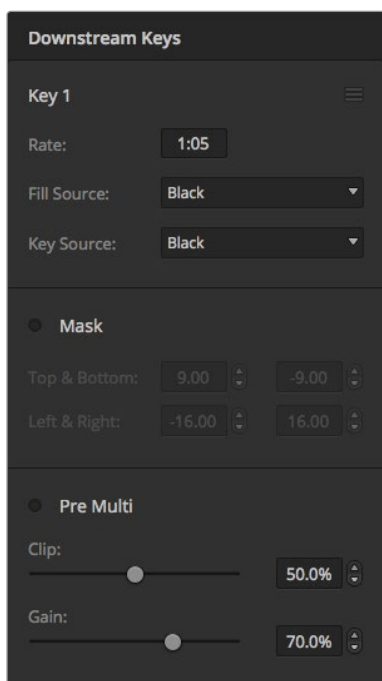 Downstream Keys
Key 1
Rate: 1:05
Fill Source: Black
Key Source: Black
Mask
Top & Bottom: 9.00 -9.00
Left & Right: -16.00 16.00
Pre Multi
Clip:
50.0%
Gain:
70.0%